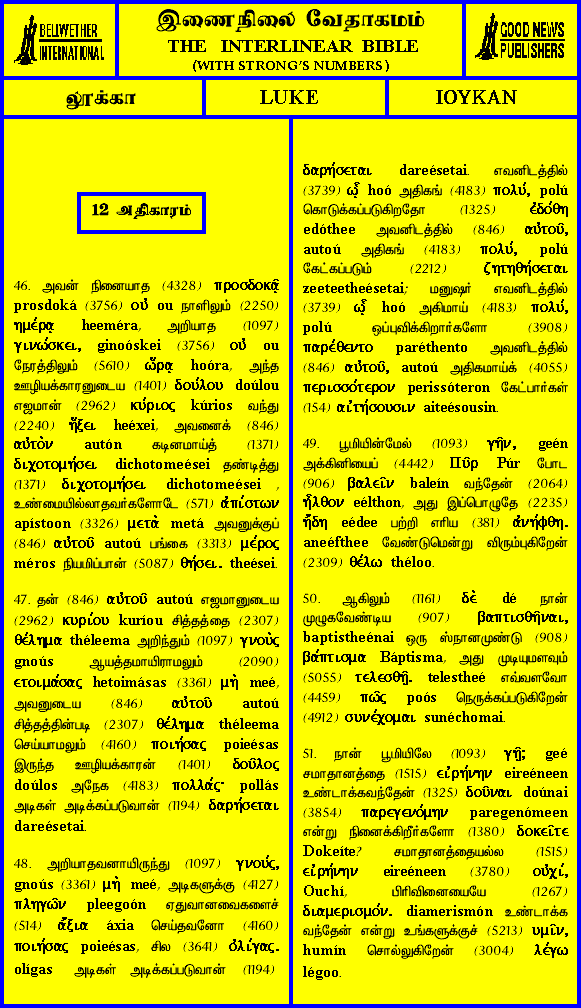 BELLWETHER
INTERNATIONAL
இணைநிலை வேதாகமம்
THE INTERLINEAR BIBLE
(WITH STRONG'S NUMBERS)
GOOD NEWS
PUBLISHERS
லூக்கா
LUKE
ΙΟΥΚΑΝ
12 அதிகாரம்
46. அவன் நினையாத (4328) προσδοκᾷ
prosdoká (3756) οὐ ou நாளிலும் (2250)
ημέρᾳ heeméra, அறியாத (1097)
γινώσκει, ginoóskei (3756) οὐ ou
நேரத்திலும் (5610) ὥρᾳ hoóra, அந்த
ஊழியக்காரனுடைய (1401) δούλου doúlou
எஜமான் (2962) κύριος kúrios வந்து
(2240) ἥξει heéxei, அவனைக் (846)
αὐτὸν autón கடினமாய்த் (1371)
διχοτομήσει dichotomeései தண்டித்து
(1371) διχοτομήσει dichotomeései ,
உண்மையில்லாதவர்களோடே (571) ἀπίστων
apístoon (3326) μετὰ metá அவனுக்குப்
(846) αὐτοῦ autoú பங்கை (3313) μέρος
méros நியமிப்பான் (5087) θήσει. theései.
47. தன் (846) αὐτοῦ autoú எஜமானுடைய
(2962) κυρίου kuríou சித்தத்தை (2307)
θέλημα théleema அறிந்தும் (1097) γνοὺς
gnoús ஆயத்தமாயிராமலும் (2090)
ετοιμάσας hetoimásas (3361) μὴ meé,
அவனுடைய (846) αὐτοῦ autoú
சித்தத்தின்படி (2307) θέλημα théleema
செய்யாமலும் (4160) ποιήσας poieésas
இருந்த ஊழியக்காரன் (1401) δοῦλος
doúlos அநேக (4183) πολλάς· pollás
அடிகள் அடிக்கப்படுவான் (1194) δαρήσεται
dareésetai.
48. அறியாதவனாயிருந்து (1097) γνούς,
gnoús (3361) μὴ meé, அடிகளுக்கு (4127)
πληγῶν pleegoón ஏதுவானவைகளைச்
(514) ἄξια áxia செய்தவனோ (4160)
ποιήσας poieésas, சில (3641) ὀλίγας.
olígas அடிகள் அடிக்கப்படுவான் (1194)
δαρήσεται dareésetai. எவனிடத்தில்
(3739) ᾧ hoó அதிகங் (4183) πολύ, polú
கொடுக்கப்படுகிறதோ (1325) ἐδόθη
edóthee அவனிடத்தில் (846) αὐτοῦ,
autoú அதிகங் (4183) πολύ, polú
கேட்கப்படும் (2212) ζητηθήσεται
zeeteetheésetai; மனுஷர் எவனிடத்தில்
(3739) ᾧ hoó அகிமாய் (4183) πολύ,
polú ஒப்புவிக்கிறார்களோ (3908)
παρέθεντο paréthento அவனிடத்தில்
(846) αὐτοῦ, autoú அதிகமாய்க் (4055)
περισσότερον perissóteron கேட்பார்கள்
(154) αἰτήσουσιν aiteésousin.
49. பூமியின்மேல் (1093) γῆν, geén
அக்கினியைப் (4442) Πῦρ Púr போட
(906) βαλεῖν baleín வந்தேன் (2064)
ἦλθον eélthon, அது இப்பொழுதே (2235)
ἤδη eédee பற்றி எரிய (381) ἀνήφθη.
aneéfthee வேண்டுமென்று விரும்புகிறேன்
(2309) θέλω théloo.
50. ஆகிலும் (1161) δὲ dé நான்
முழுகவேண்டிய (907) βαπτισθῆναι,
baptistheénai ஒரு ஸ்நானமுண்டு (908)
βάπτισμα Báptisma, அது முடியுமளவும்
(5055) τελεσθῇ. telestheé எவ்வளவோ
(4459) πῶς poós நெருக்கப்படுகிறேன்
(4912) συνέχομαι sunéchomai.
51. நான் பூமியிலே (1093) γῇ; geé
சமாதானத்தை (1515) εἰρήνην eireéneen
உண்டாக்கவந்தேன் (1325) δοῦναι doúnai
(3854) παρεγενόμην paregenómeen
என்று நினைக்கிறீர்களோ (1380) δοκεῖτε
Dokeíte? சமாதானத்தையல்ல (1515)
εἰρήνην eireéneen (3780) οὐχί,
Ouchí, பிரிவினையையே (1267)
διαμερισμόν. diamerismón உண்டாக்க
வந்தேன் என்று உங்களுக்குச் (5213) υμῖν,
humín சொல்லுகிறேன் (3004) λέγω
légoo.